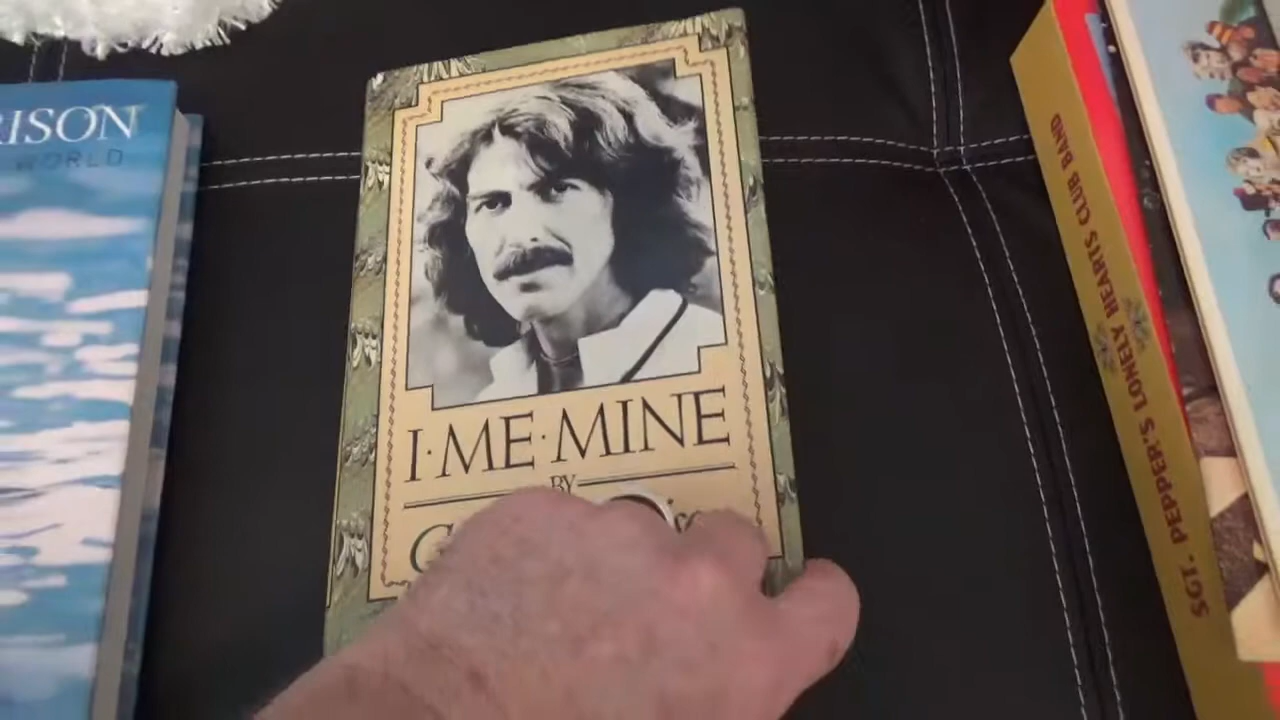 RISON
WORLD
I·ME·MINE
BY
SGT. PEPPER'S LONELY HEARTS CLUB BAND